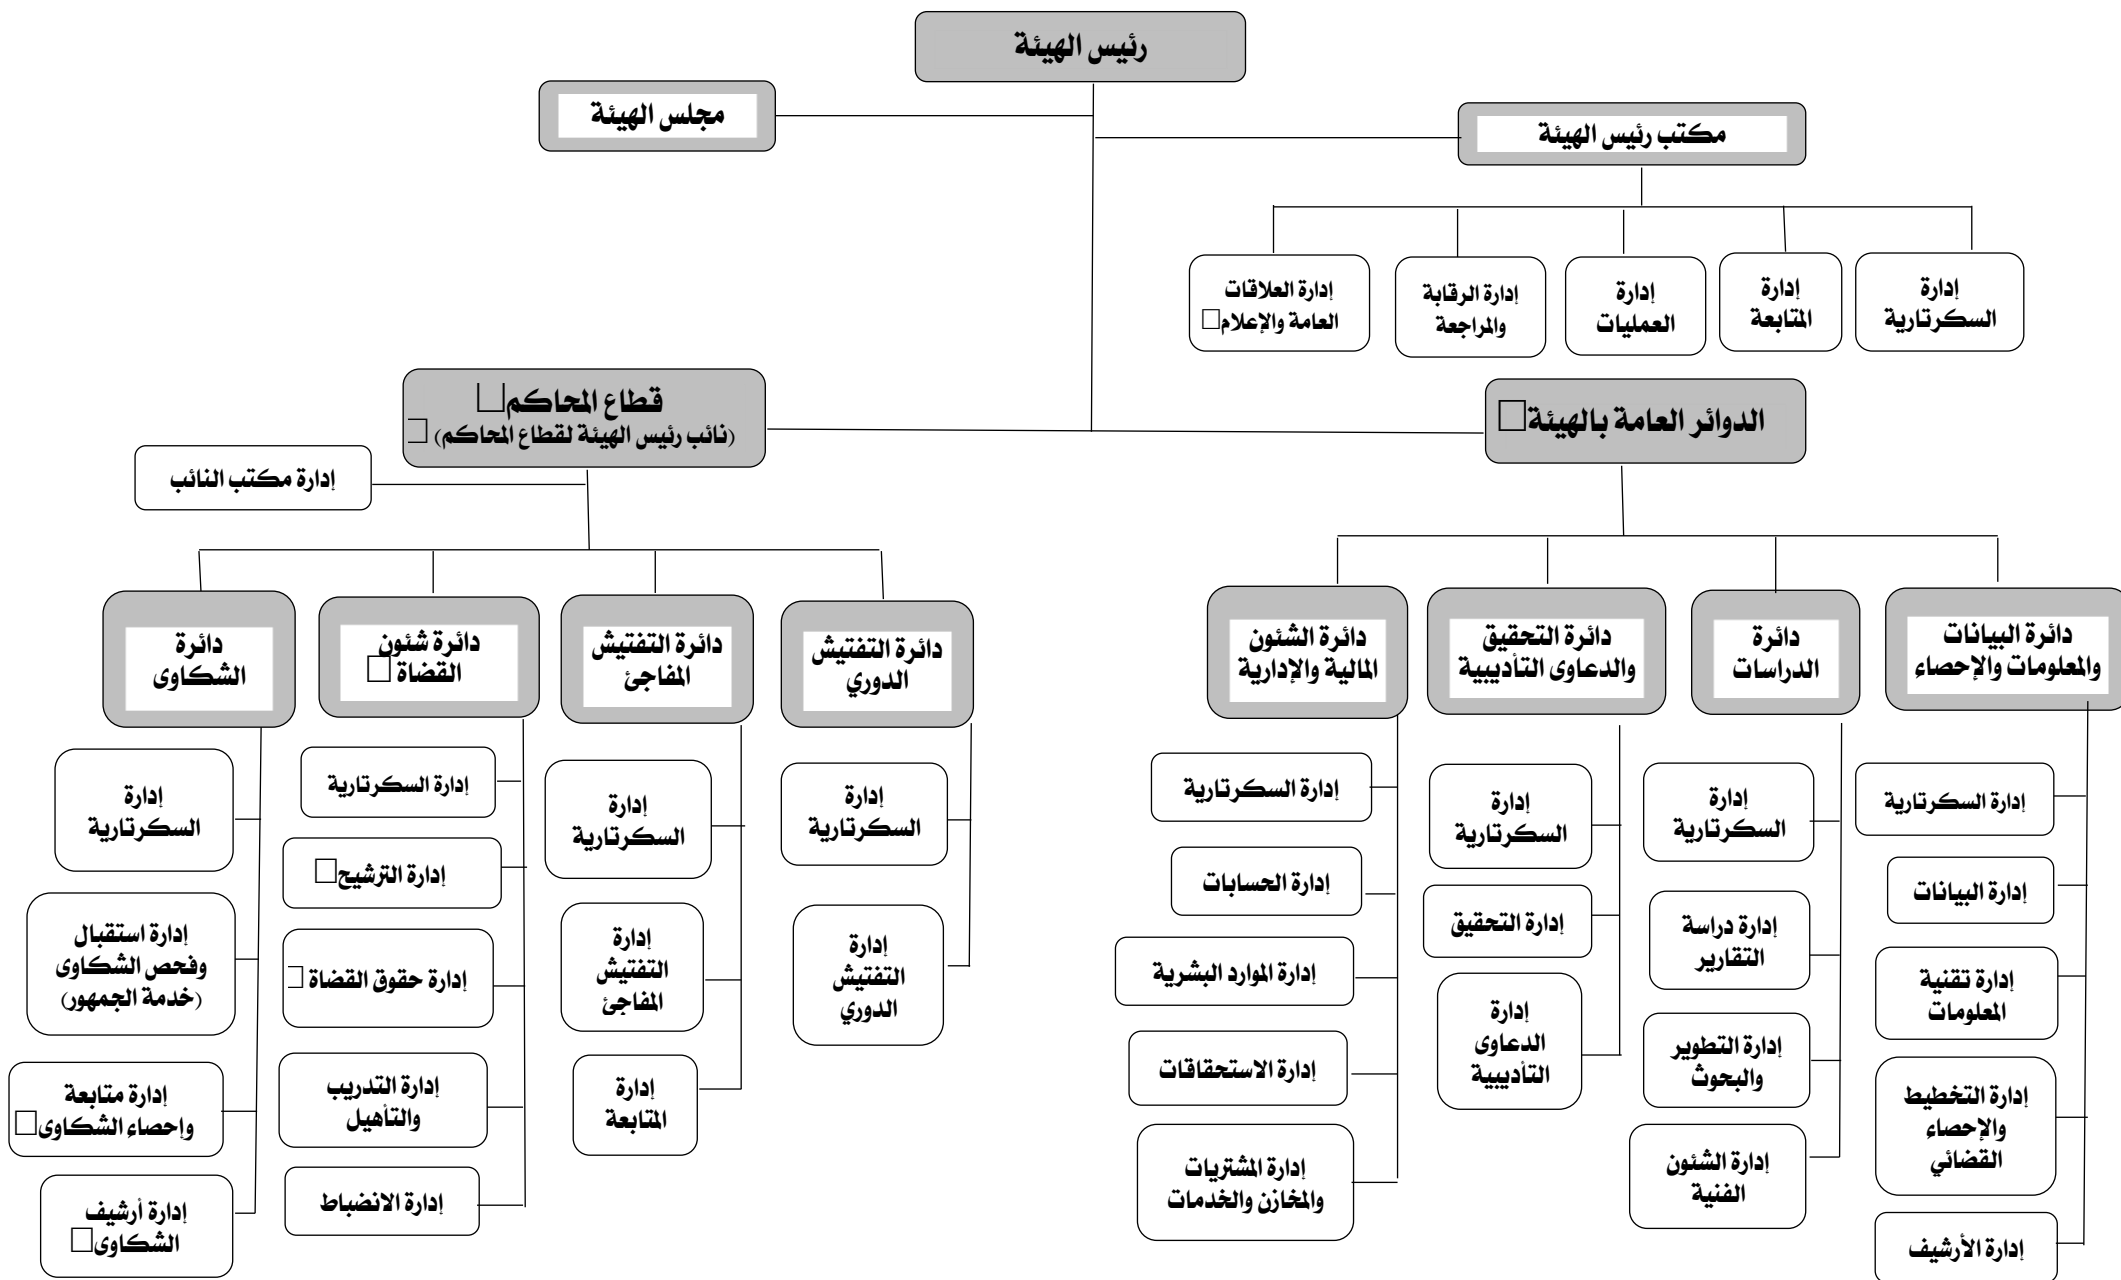 رئيس الهيئة
مجلس الهيئة
مكتب رئيس الهيئة
إدارة
السكرتارية
إدارة
المتابعة
إدارة
العمليات
إدارة الرقابة
والمراجعة
إدارة العلاقات
العامة والإعلام
الدوائر العامة بالهيئة
قطاع المحاكم
(نائب رئيس الهيئة لقطاع المحاكم)
إدارة مكتب النائب
دائرة البيانات
والمعلومات والإحصاء
دائرة
الدراسات
دائرة التحقيق
والدعاوى التأديبية
دائرة الشئون
المالية والإدارية
دائرة التفتيش
الدوري
دائرة التفتيش
المفاجئ
دائرة شئون
القضاة
دائرة
الشكاوى
إدارة السكرتارية
إدارة البيانات
إدارة تقنية
المعلومات
إدارة التخطيط
والإحصاء
القضائي
إدارة الأرشيف
إدارة
السكرتارية
إدارة دراسة
التقارير
إدارة التطوير
والبحوث
إدارة الشئون
الفنية
إدارة
السكرتارية
إدارة التحقيق
إدارة
الدعاوى
التأديبية
إدارة السكرتارية
إدارة الحسابات
إدارة الموارد البشرية
إدارة الاستحقاقات
إدارة المشتريات
والمخازن والخدمات
إدارة
السكرتارية
إدارة
التفتيش
الدوري
إدارة
السكرتارية
إدارة
التفتيش
المفاجئ
إدارة
المتابعة
إدارة السكرتارية
إدارة الترشيح
إدارة حقوق القضاة
إدارة التدريب
والتأهيل
إدارة الانضباط
إدارة
السكرتارية
إدارة استقبال
وفحص الشكاوى
(خدمة الجمهور)
إدارة متابعة
وإحصاء الشكاوى
إدارة أرشيف
الشكاوى